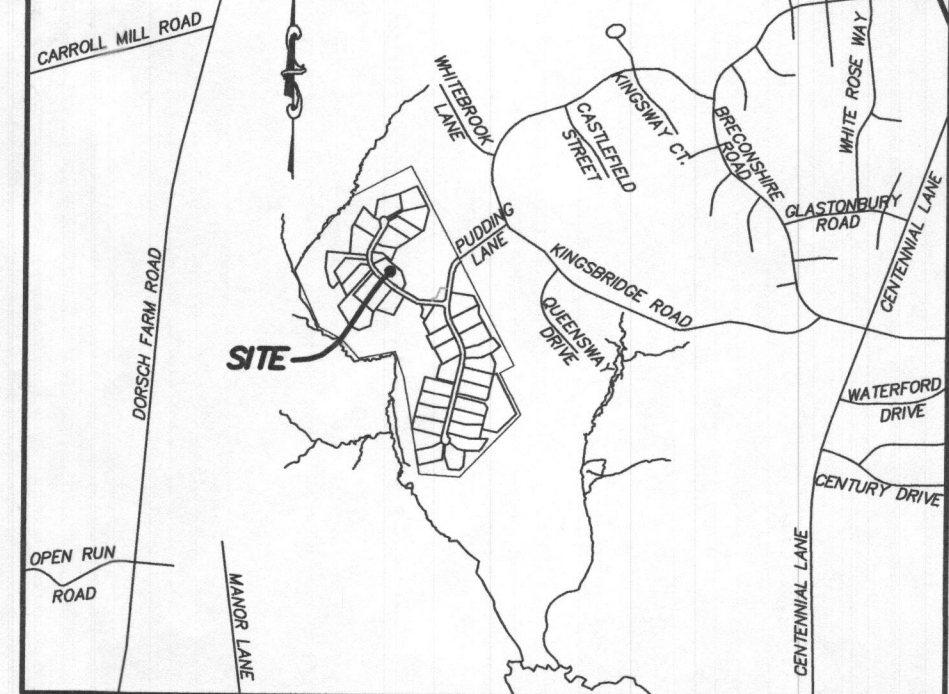 CARROLL MILL ROAD
WHITEBROOK
LANE
KINGSWAY CT.
CASTLEFIELD
STREET
BRECONSHIRE
ROAD
WHITE ROSE WAY
GLASTONBURY
ROAD
CENTENNIAL LANE
PUDDING
LANE
KINGSBRIDGE ROAD
QUEENSWAY
DRIVE
DORSCH FARM ROAD
SITE
WATERFORD
DRIVE
CENTURY DRIVE
OPEN RUN
ROAD
MANOR LANE
CENTENNIAL LANE